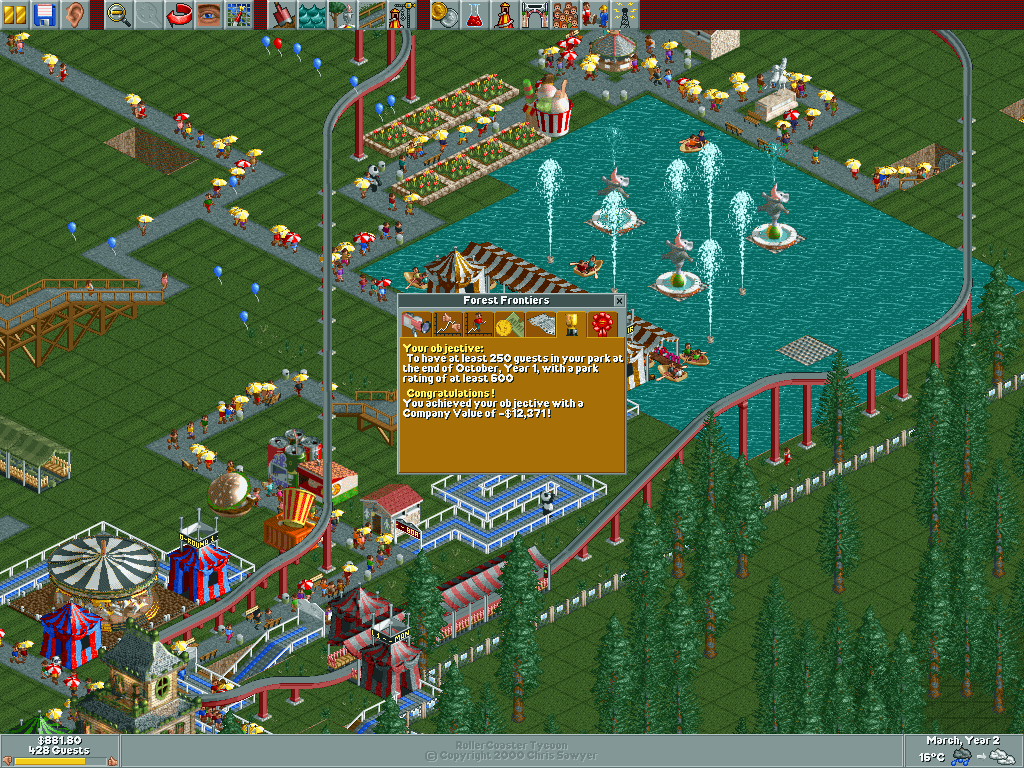 Forest Frontiers
Your objective:
To have at least 250 guests in your park at
the end of October, Year 1, with a park
rating of at least 600
Congratulations!
You achieved your objective with a
Company Value of -$12,371!
$881.80
428 Guests
RollerCoaster Tycoon
© Copyright 2000 Chris Sawyer
March, Year 2
16°C